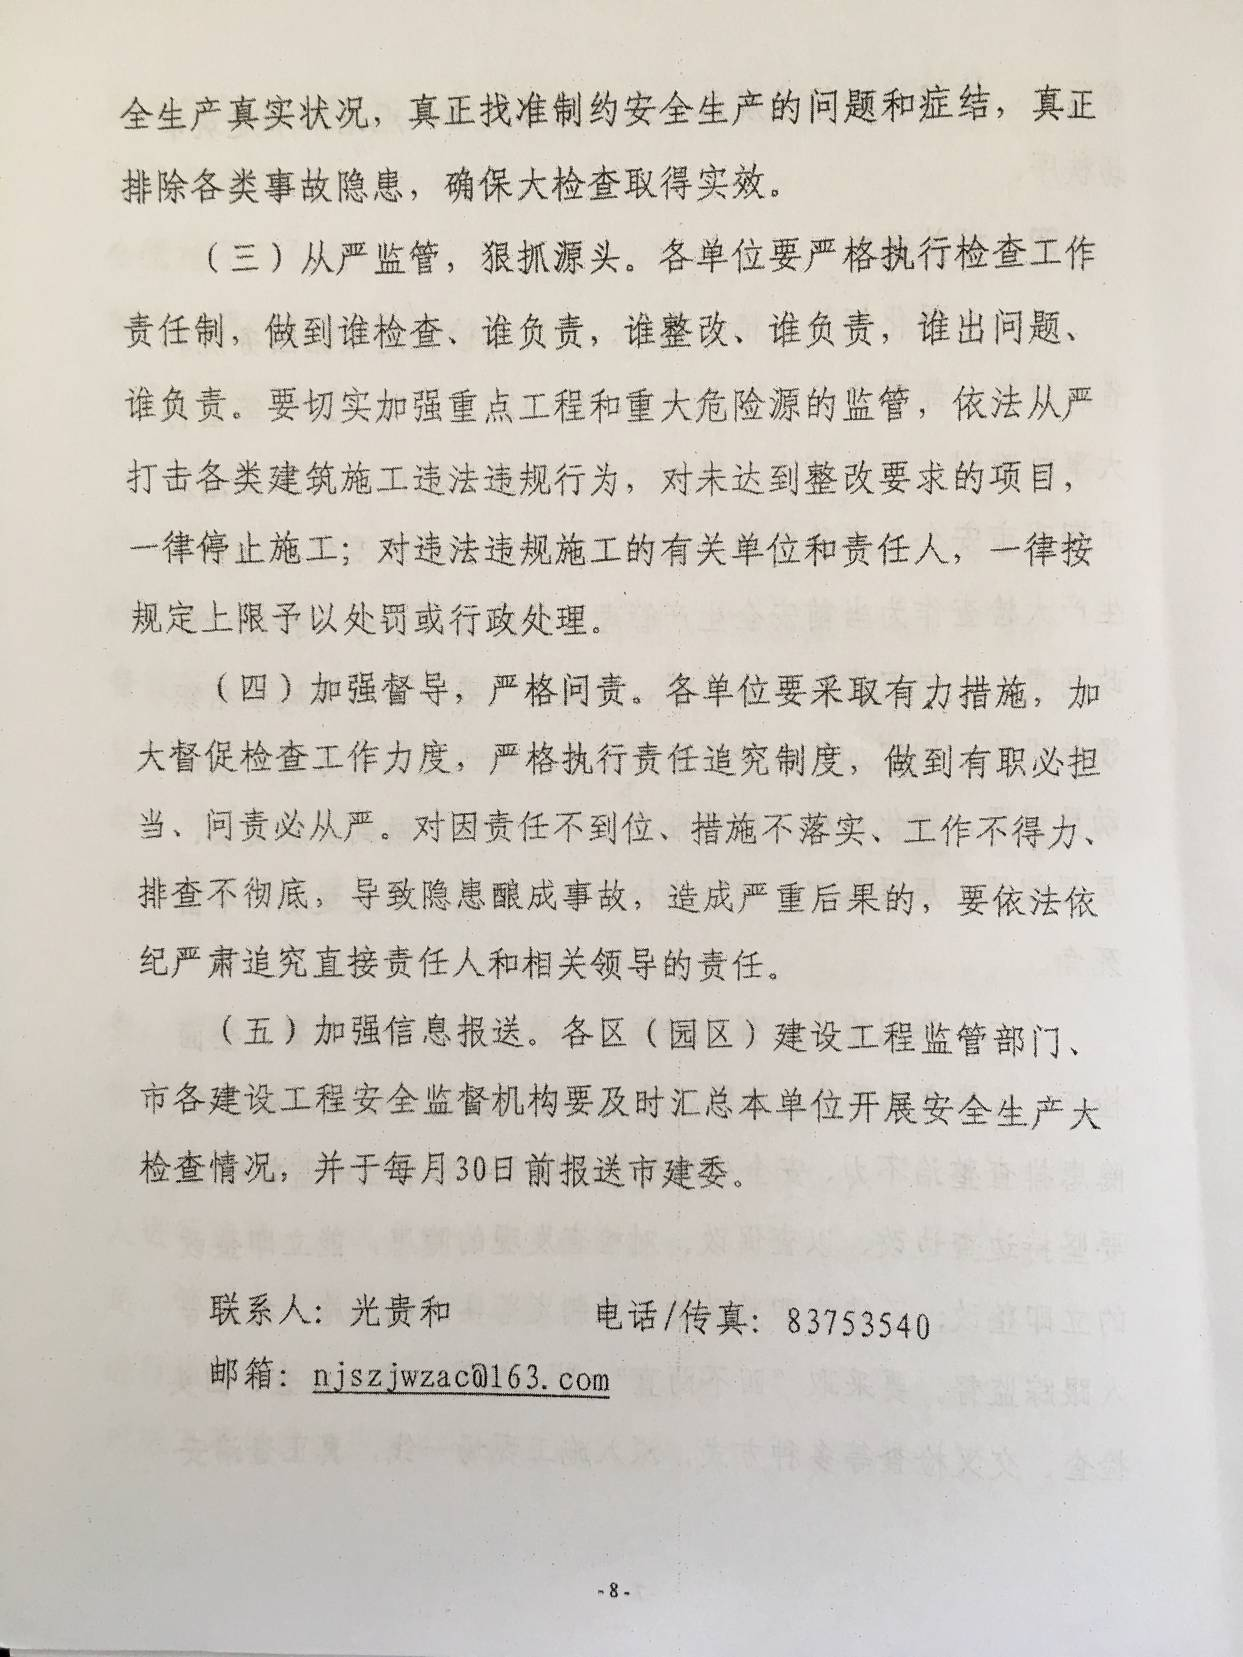 全生产真实状况，真正找准制约安全生产的问题和症结，真正
排除各类事故隐患，确保大检查取得实效。
（三）从严监管，狠抓源头。各单位要严格执行检查工作
责任制，做到谁检查、谁负责，谁整改、谁负责，谁出问题、
谁负责。要切实加强重点工程和重大危险源的监管，依法从严
打击各类建筑施工违法违规行为，对未达到整改要求的项目，
一律停止施工；对违法违规施工的有关单位和责任人，一律按
规定上限予以处罚或行政处理。
（四）加强督导，严格问责。各单位要采取有力措施，加
大督促检查工作力度，严格执行责任追究制度，做到有职必担
当、问责必从严。对因责任不到位、措施不落实、工作不得力、
排查不彻底，导致隐患酿成事故，造成严重后果的，要依法依
纪严肃追究直接责任人和相关领导的责任。
（五）加强信息报送。各区（园区）建设工程监管部门、
市各建设工程安全监督机构要及时汇总本单位开展安全生产大
检查情况，并于每月30日前报送市建委。
联系人：光贵和 电话/传真：83753540
邮箱：njszjwzac@163.com
-8-